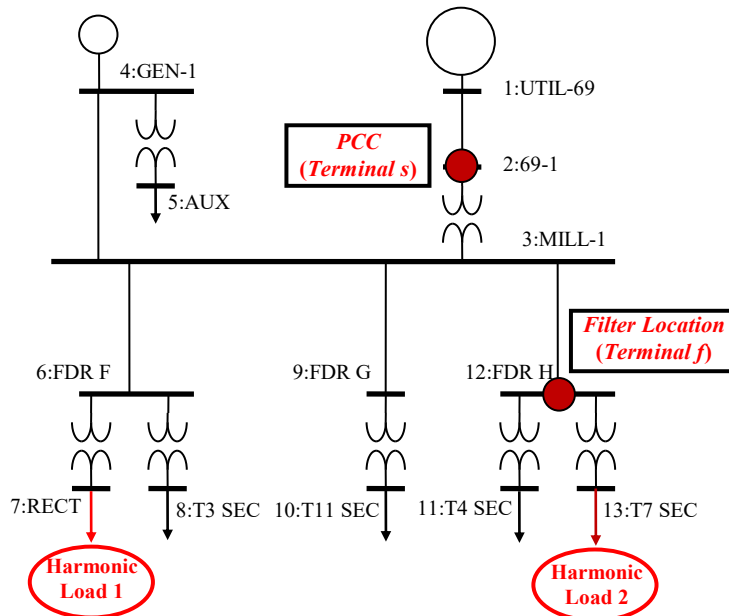 4:GEN-1
1:UTIL-69
PCC
(Terminal s)
2:69-1
5:AUX
3:MILL-1
Filter Location
(Terminal f)
6:FDR F
9:FDR G
12:FDR H
7:RECT
8:T3 SEC
10:T11 SEC
11:T4 SEC
13:T7 SEC
Harmonic
Load 1
Harmonic
Load 2